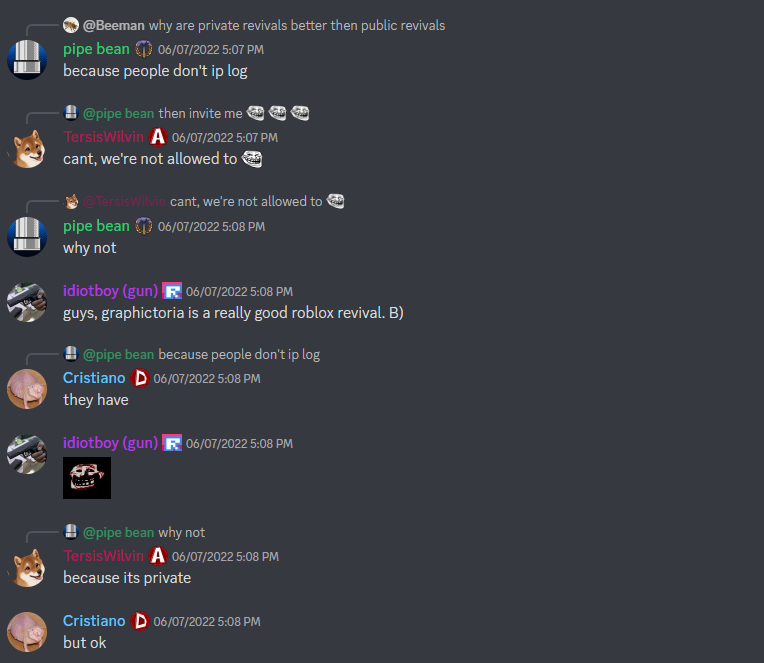 @Beeman why are private revivals better then public revivals
pipe bean 06/07/2022 5:07 PM
because people don't ip log
@pipe bean then invite me
TersisWilvin A 06/07/2022 5:07 PM
cant, we're not allowed to
@TersisWilvin cant, we're not allowed to
pipe bean 06/07/2022 5:08 PM
why not
idiotboy (gun) R 06/07/2022 5:08 PM
guys, graphictoria is a really good roblox revival. B)
@pipe bean because people don't ip log
Cristiano D 06/07/2022 5:08 PM
they have
idiotboy (gun) R 06/07/2022 5:08 PM
@pipe bean why not
TersisWilvin A 06/07/2022 5:08 PM
because its private
Cristiano D 06/07/2022 5:08 PM
but ok